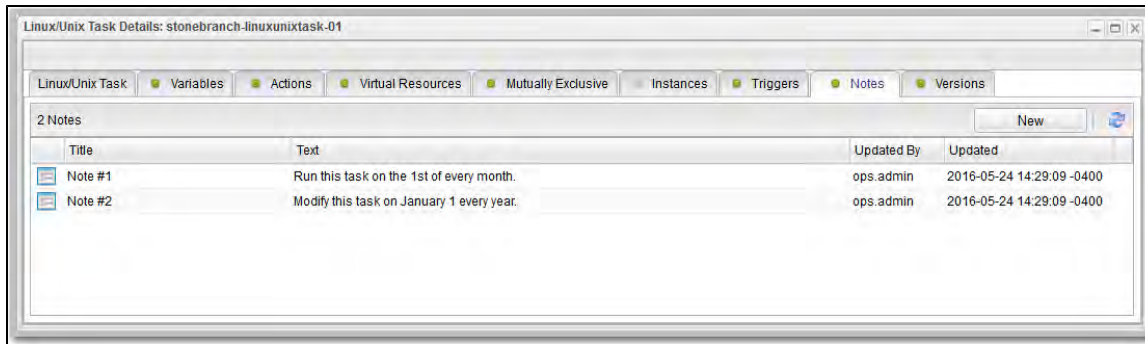 Linux/Unix Task Details: stonebranch-linuxunixtask-01
Linux/Unix Task Variables Actions Virtual Resources Mutually Exclusive Instances Triggers Notes Versions
2 Notes New
Title Text Updated By Updated
Note #1 Run this task on the 1st of every month. ops.admin 2016-05-24 14:29:09 -0400
Note #2 Modify this task on January 1 every year. ops.admin 2016-05-24 14:29:09 -0400